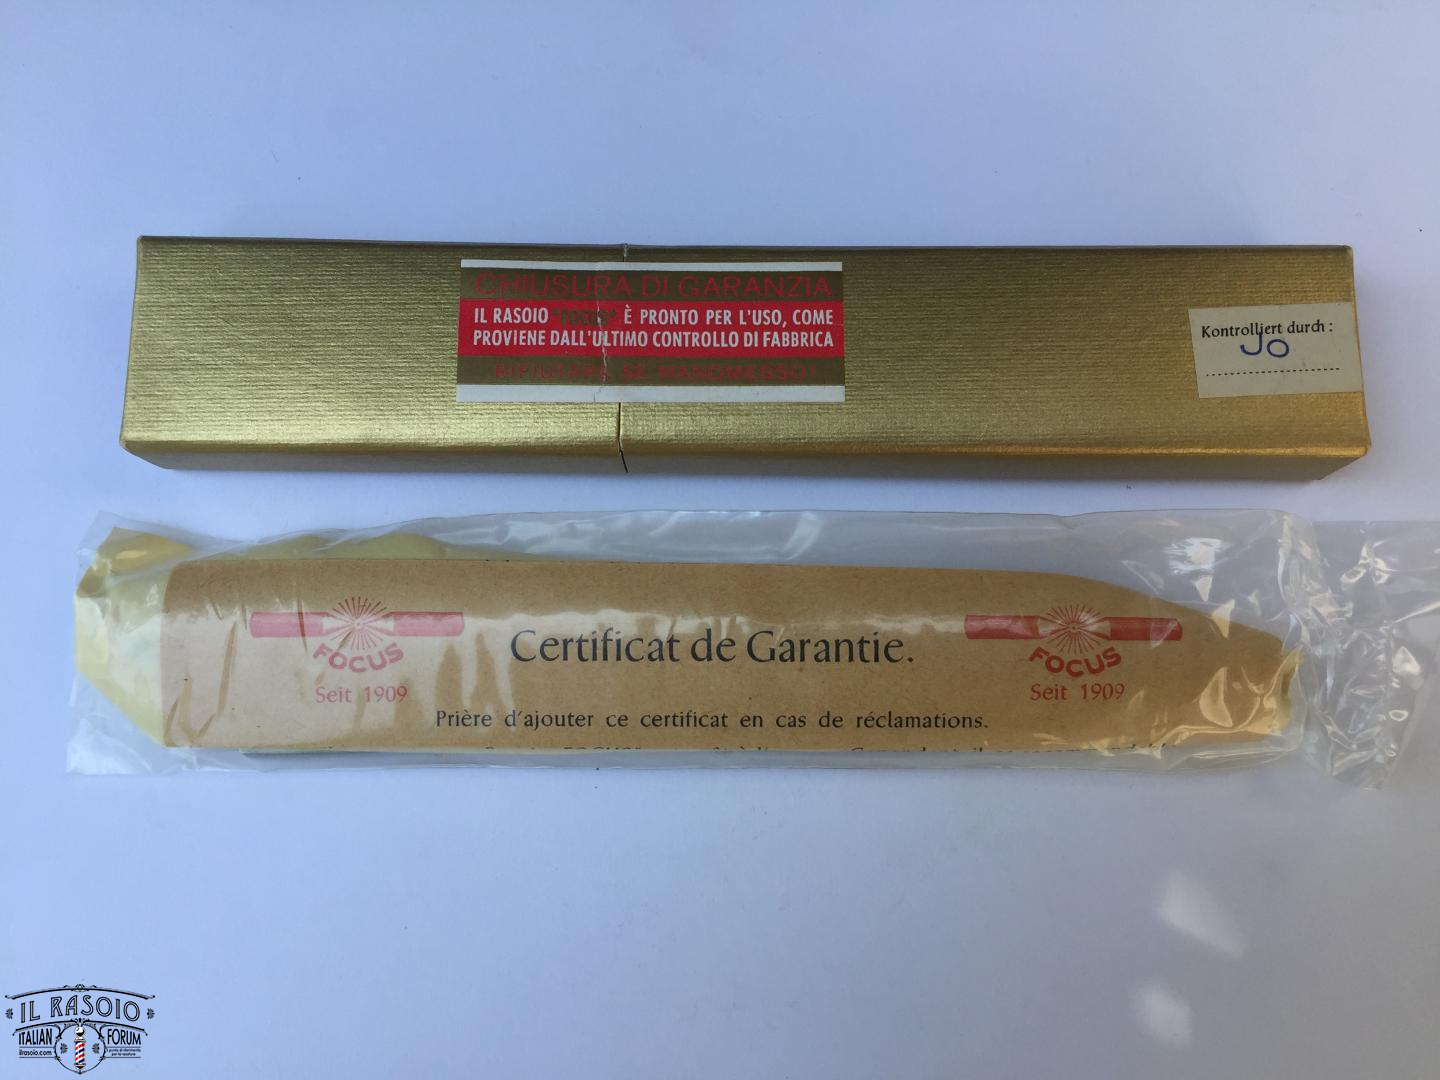 CHIUSURA DI GARANZIA
IL RASOIO "FOCUS" È PRONTO PER L'USO, COME
PROVIENE DALL'ULTIMO CONTROLLO DI FABBRICA
RIFIUTARE SE MANOMESSO!
Kontrolliert durch :
Jo
FOCUS
Seit 1909
Certificat de Garantie.
FOCUS
Seit 1909
Prière d'ajouter ce certificat en cas de réclamations.
IL RASOIO
ITALIAN FORUM
ilrasoio.com